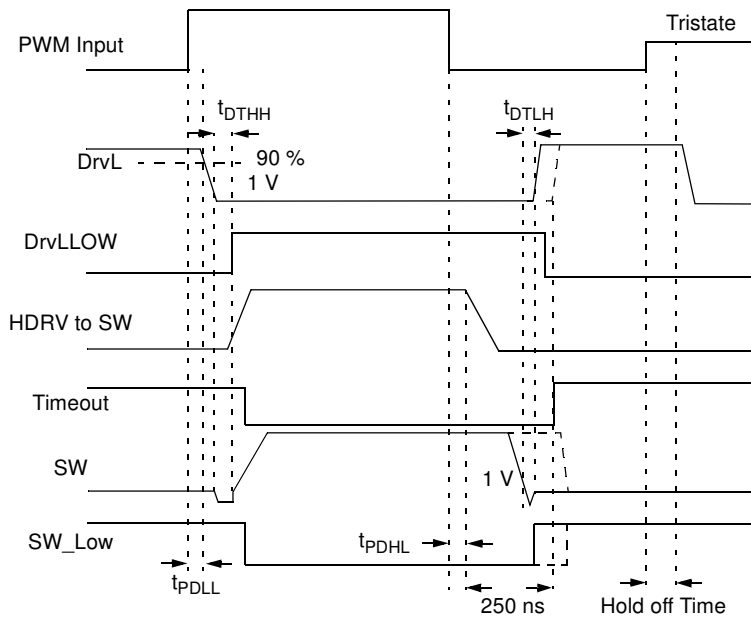 Tristate
PWM Input
tDTHH
tDTLH
DrvL
90 %
1 V
DrvLLOW
HDRV to SW
Timeout
SW
1 V
SW_Low
tPDHL
tPDLL
250 ns
Hold off Time